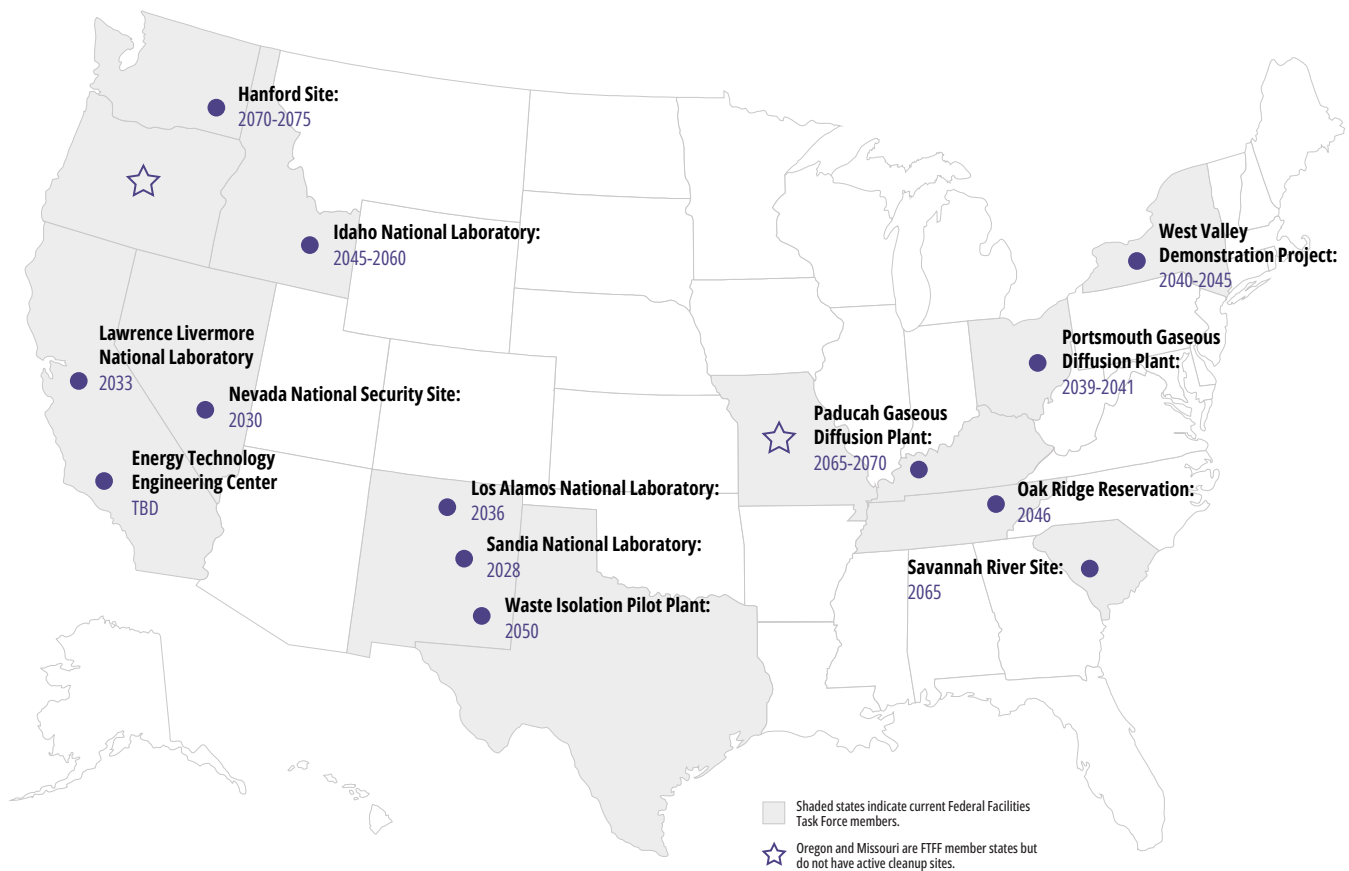 Hanford Site:
2070-2075
Idaho National Laboratory:
2045-2060
West Valley
Demonstration Project:
2040-2045
Lawrence Livermore
National Laboratory
2033
Nevada National Security Site:
2030
Portsmouth Gaseous
Diffusion Plant:
2039-2041
Paducah Gaseous
Diffusion Plant:
2065-2070
Energy Technology
Engineering Center
TBD
Los Alamos National Laboratory:
2036
Oak Ridge Reservation:
2046
Sandia National Laboratory:
2028
Savannah River Site:
2065
Waste Isolation Pilot Plant:
2050
Shaded states indicate current Federal Facilities
Task Force members.
Oregon and Missouri are FTFF member states but
do not have active cleanup sites.